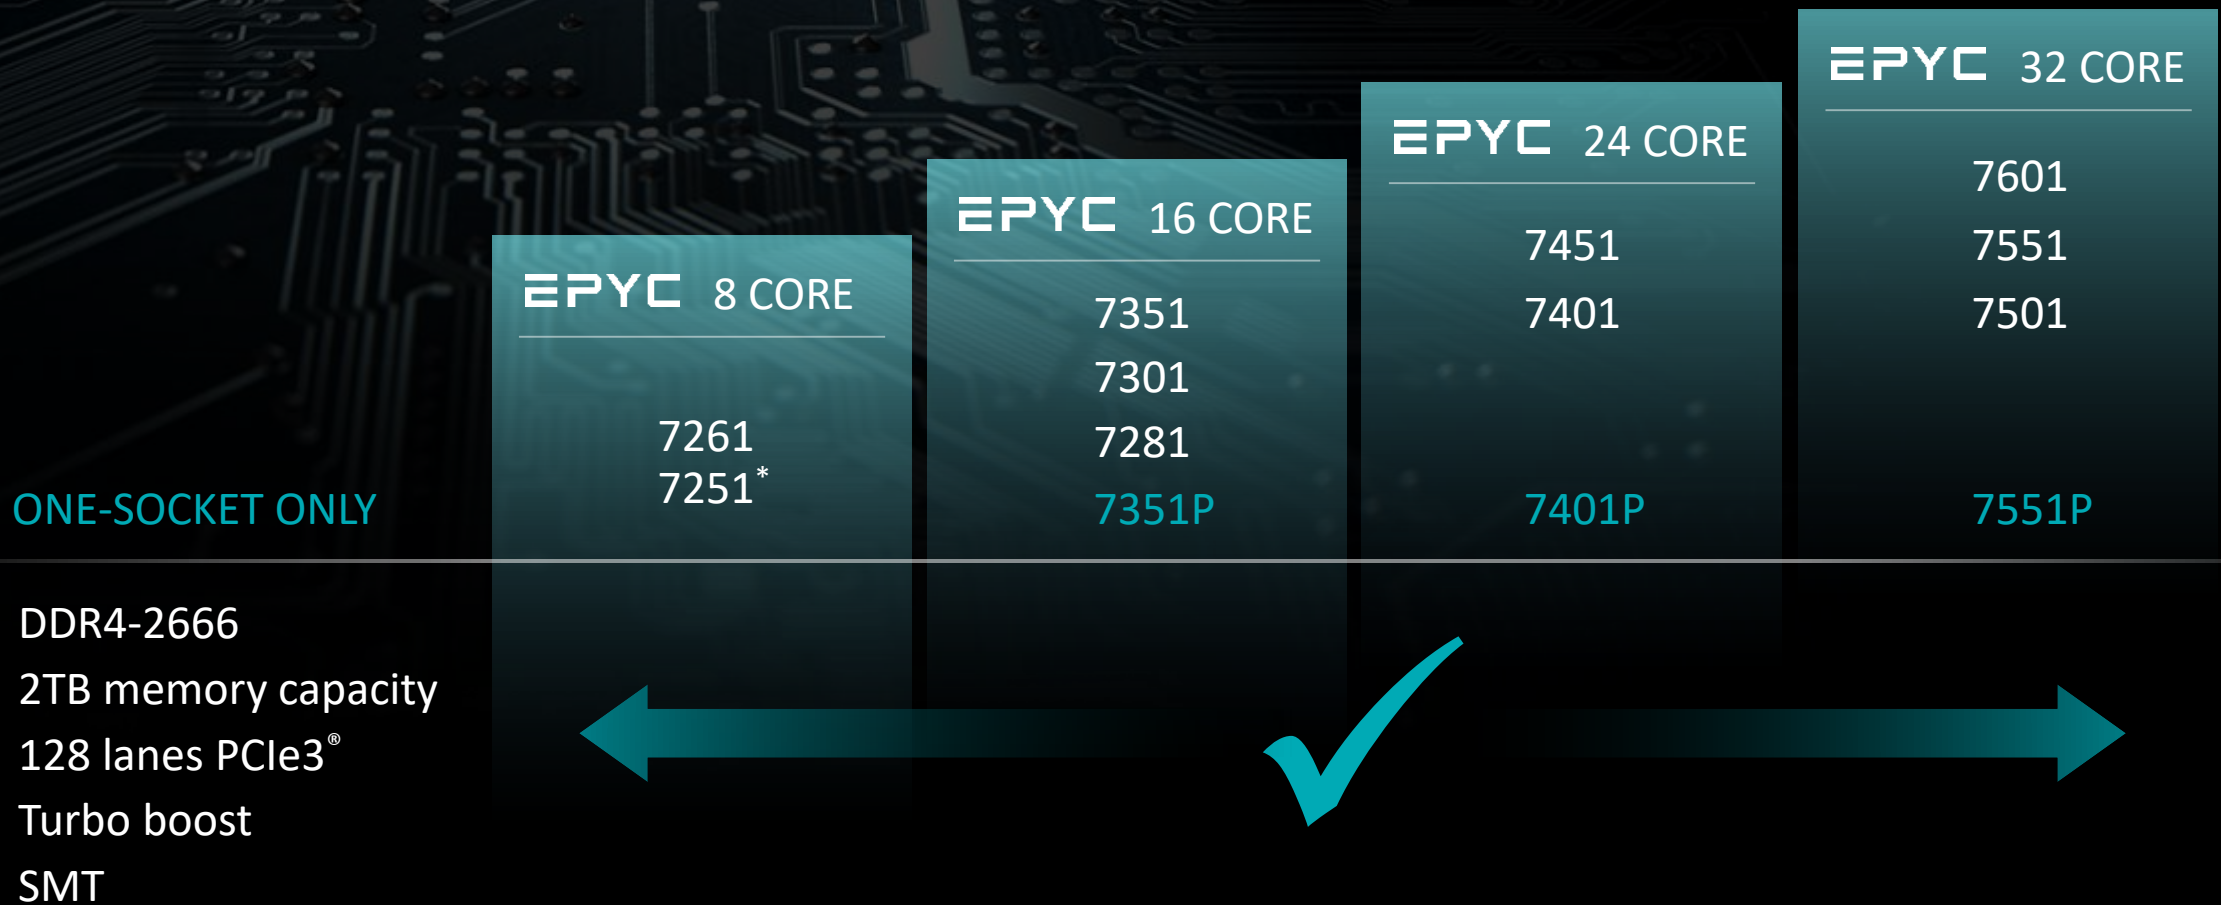 EPYC 8 CORE
7261
7251*
EPYC 16 CORE
7351
7301
7281
7351P
EPYC 24 CORE
7451
7401
7401P
EPYC 32 CORE
7601
7551
7501
7551P
ONE-SOCKET ONLY
DDR4-2666
2TB memory capacity
128 lanes PCIe3®
Turbo boost
SMT